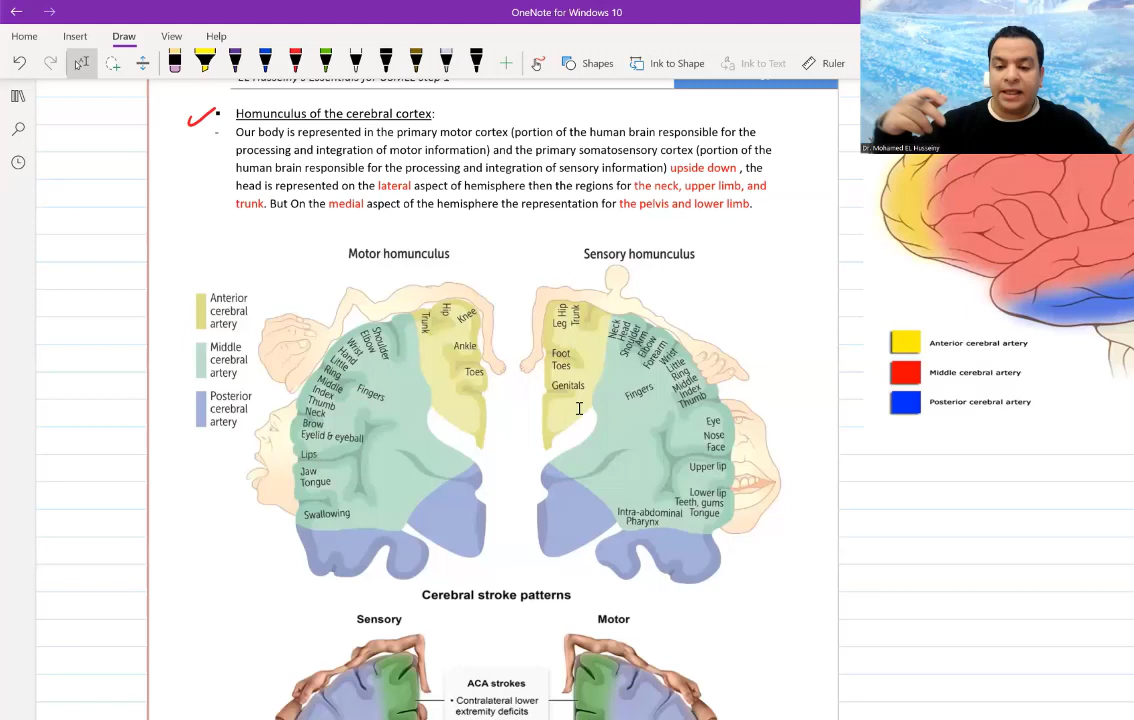 OneNote for Windows 10
Home Insert Draw View Help
Shapes Ink to Shape Ink to Text Ruler
EL Husseiny's Essentials for USMLE Step 1
Dr. Mohamed EL Husseiny
▪ Homunculus of the cerebral cortex:
- Our body is represented in the primary motor cortex (portion of the human brain responsible for the
processing and integration of motor information) and the primary somatosensory cortex (portion of the
human brain responsible for the processing and integration of sensory information) upside down , the
head is represented on the lateral aspect of hemisphere then the regions for the neck, upper limb, and
trunk. But On the medial aspect of the hemisphere the representation for the pelvis and lower limb.
Motor homunculus
Sensory homunculus
Anterior
cerebral
artery
Middle
cerebral
artery
Posterior
cerebral
artery
Trunk
Hip
Knee
Ankle
Toes
Shoulder
Elbow
Wrist
Hand
Little
Ring
Middle
Index
Thumb
Fingers
Neck
Brow
Eyelid & eyeball
Lips
Jaw
Tongue
Swallowing
Hip
Trunk
Leg
Foot
Toes
Genitals
Neck
Head
Shoulder
Arm
Elbow
Forearm
Wrist
Little
Ring
Middle
Index
Thumb
Fingers
Eye
Nose
Face
Upper lip
Lower lip
Teeth, gums
Tongue
Intra-abdominal
Pharynx
Anterior cerebral artery
Middle cerebral artery
Posterior cerebral artery
Cerebral stroke patterns
Sensory
Motor
ACA strokes
• Contralateral lower
extremity deficits